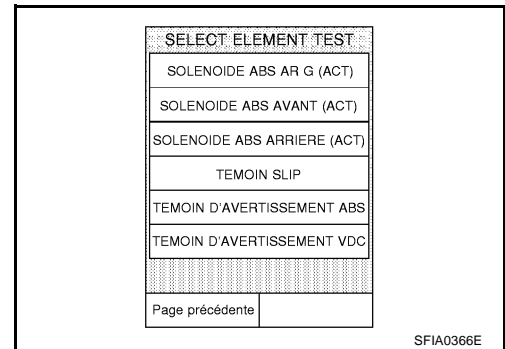 SELECT ELEMENT TEST
SOLENOIDE ABS AR G (ACT)
SOLENOIDE ABS AVANT (ACT)
SOLENOIDE ABS ARRIERE (ACT)
TEMOIN SLIP
TEMOIN D'AVERTISSEMENT ABS
TEMOIN D'AVERTISSEMENT VDC
Page précédente
SFIA0366E